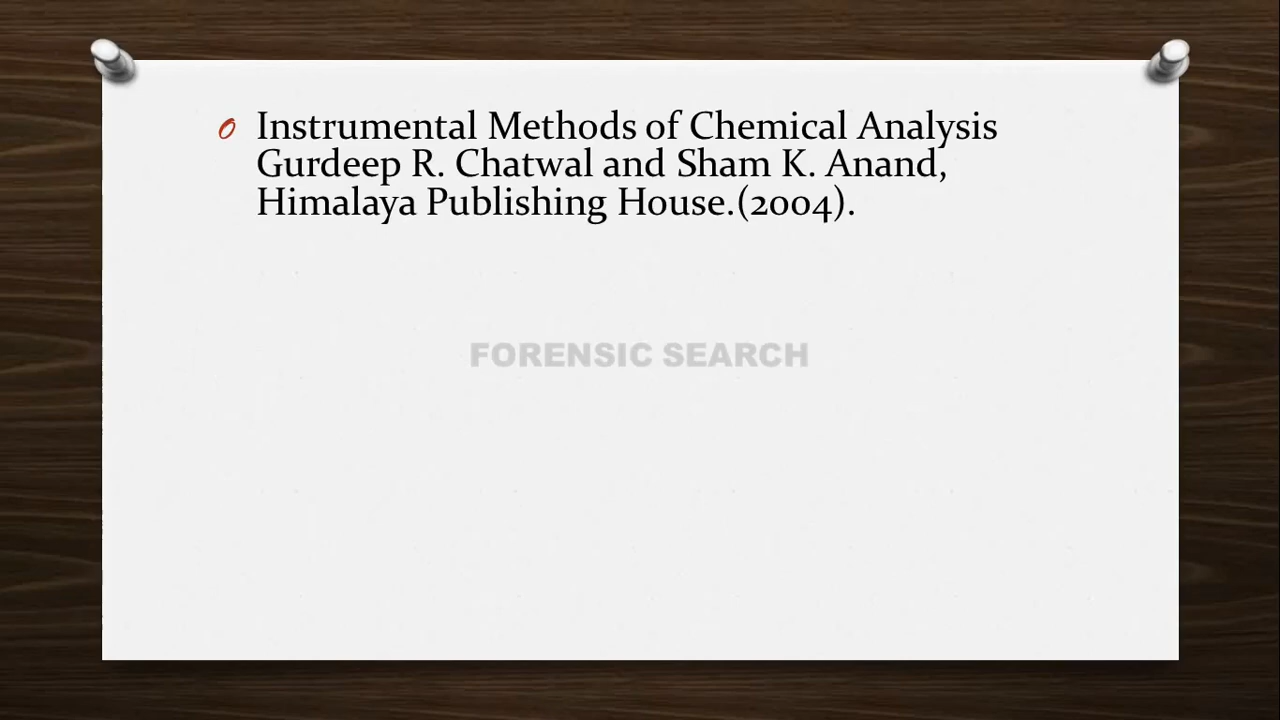 Instrumental Methods of Chemical Analysis
Gurdeep R. Chatwal and Sham K. Anand,
Himalaya Publishing House.(2004).
FORENSIC SEARCH